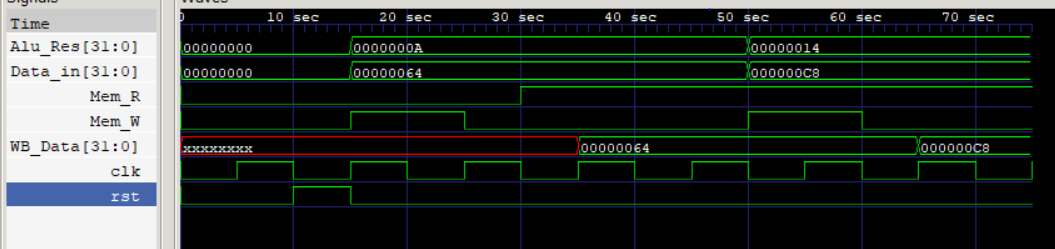 Signals Waves
Time 0 10 sec 20 sec 30 sec 40 sec 50 sec 60 sec 70 sec
Alu_Res[31:0] 00000000 0000000A 00000014
Data_in[31:0] 00000000 00000064 000000C8
Mem_R
Mem_W
WB_Data[31:0] xxxxxxxx 00000064 000000C8
clk
rst